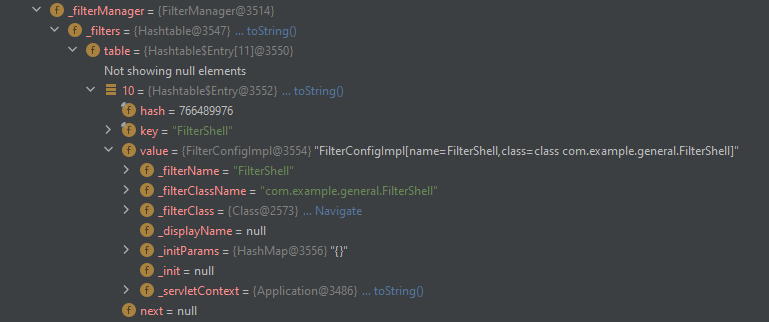 f _filterManager = {FilterManager@3514}
f _filters = {Hashtable@3547} ... toString()
f table = {Hashtable$Entry[11]@3550}
Not showing null elements
10 = {Hashtable$Entry@3552} ... toString()
f hash = 766489976
f key = "FilterShell"
f value = {FilterConfigImpl@3554} "FilterConfigImpl[name=FilterShell,class=class com.example.general.FilterShell]"
f _filterName = "FilterShell"
f _filterClassName = "com.example.general.FilterShell"
f _filterClass = {Class@2573} ... Navigate
f _displayName = null
f _initParams = {HashMap@3556} "{}"
f _init = null
f _servletContext = {Application@3486} ... toString()
f next = null